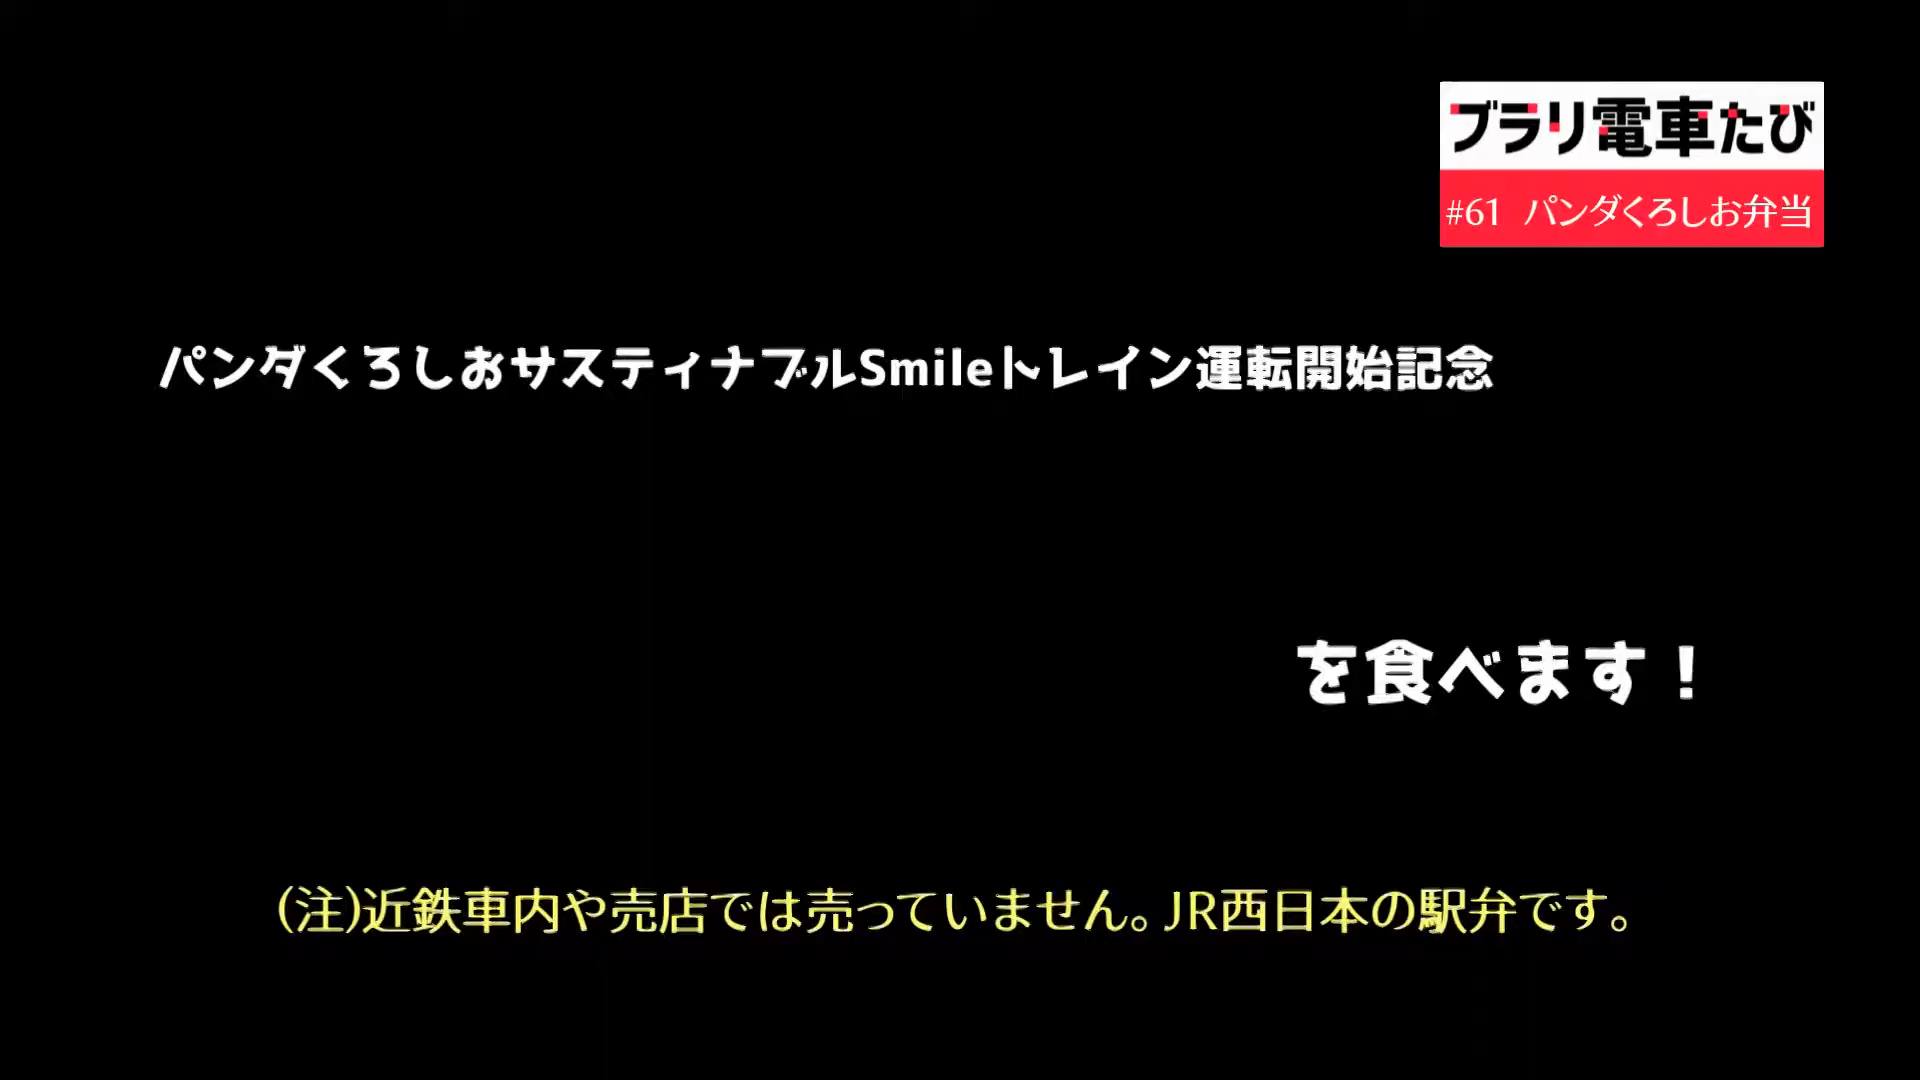 ブラリ電車たび
#61 パンダくろしお弁当
パンダくろしおサスティナブルSmileトレイン運転開始記念
を食べます！
(注)近鉄車内や売店では売っていません。JR西日本の駅弁です。